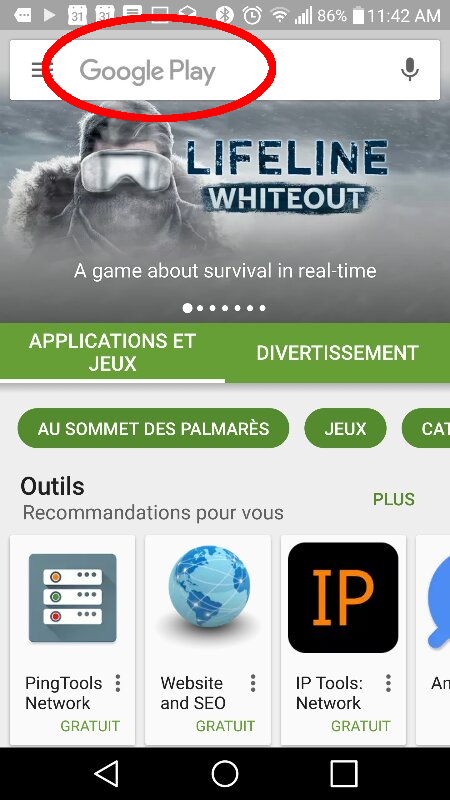 31 31 86% 11:42 AM
Google Play
LIFELINE
WHITEOUT
A game about survival in real-time
APPLICATIONS ET
JEUX
DIVERTISSEMENT
AU SOMMET DES PALMARÈS
JEUX
CAT
Outils
Recommandations pour vous
PLUS
IP
PingTools
Network
GRATUIT
Website
and SEO
GRATUIT
IP Tools:
Network
GRATUIT
An